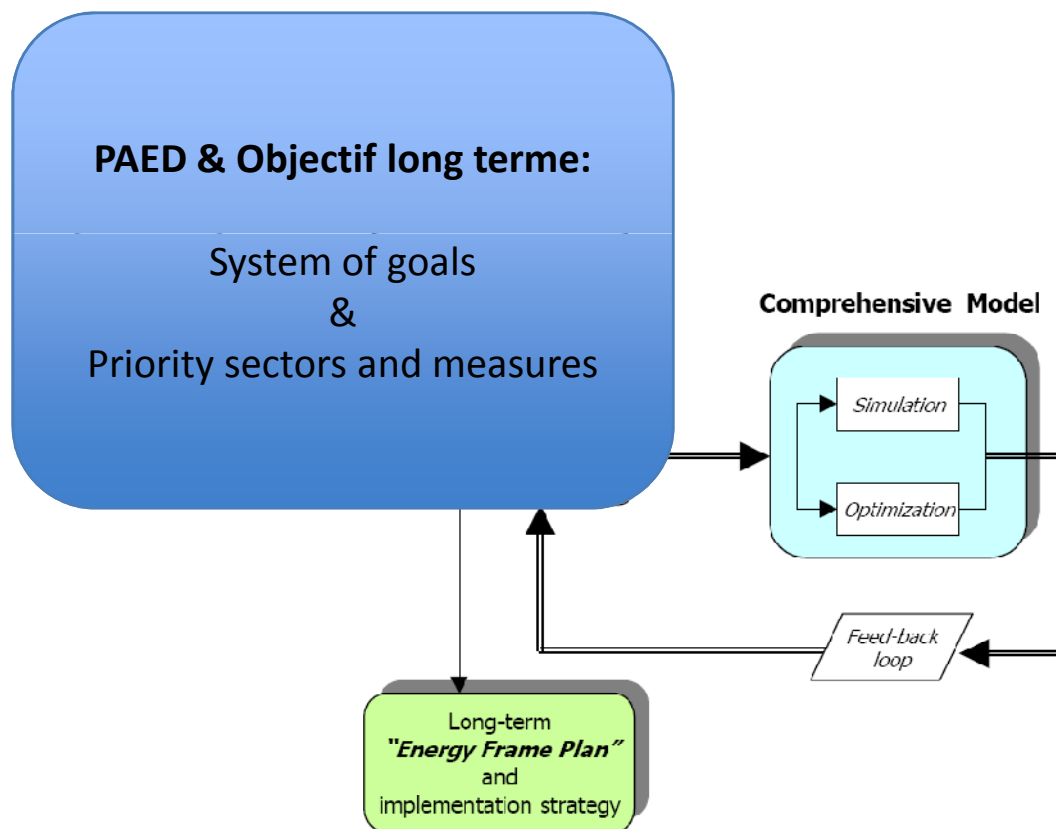 PAED & Objectif long terme:
System of goals
&
Priority sectors and measures
Comprehensive Model
Simulation
Optimization
Feed-back
loop
Long-term
“Energy Frame Plan”
and
implementation strategy